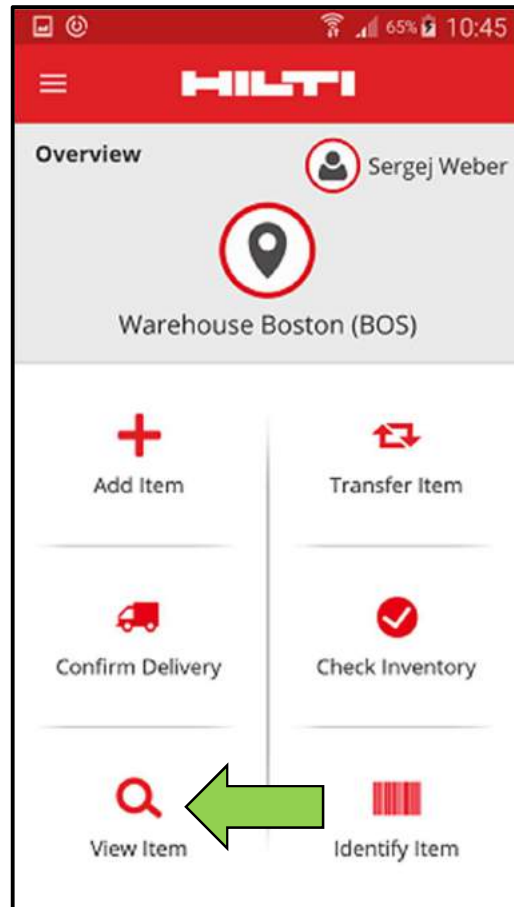 65% 10:45
HILTI
Overview
Sergej Weber
Warehouse Boston (BOS)
Add Item
Transfer Item
Confirm Delivery
Check Inventory
View Item
Identify Item